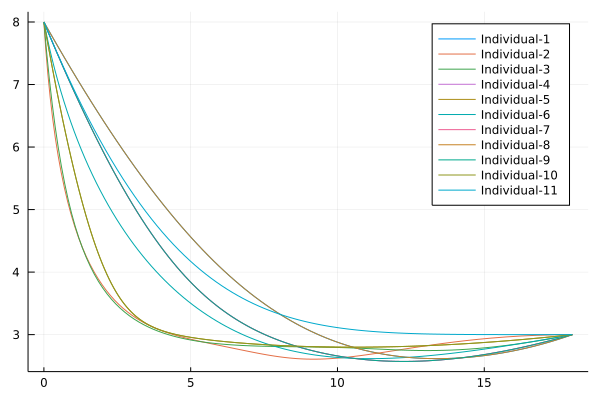 8
7
6
5
4
3
0
5
10
15
Individual-1
Individual-2
Individual-3
Individual-4
Individual-5
Individual-6
Individual-7
Individual-8
Individual-9
Individual-10
Individual-11